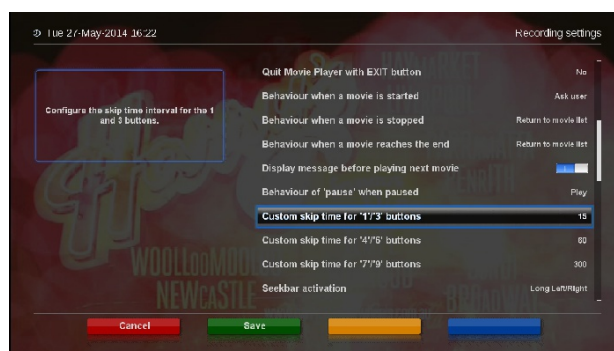 Tue 27-May-2014 16:22
Recording settings
Configure the skip time interval for the 1
and 3 buttons.
Quit Movie Player with EXIT button No
Behaviour when a movie is started Ask user
Behaviour when a movie is stopped Return to movie list
Behaviour when a movie reaches the end Return to movie list
Display message before playing next movie
Behaviour of 'pause' when paused Play
Custom skip time for '1'/'3' buttons 15
Custom skip time for '4'/'6' buttons 60
Custom skip time for '7'/'9' buttons 300
Seekbar activation Long Left/Right
WOOLLOOMOO
NEWCASTLE
Cancel
Save